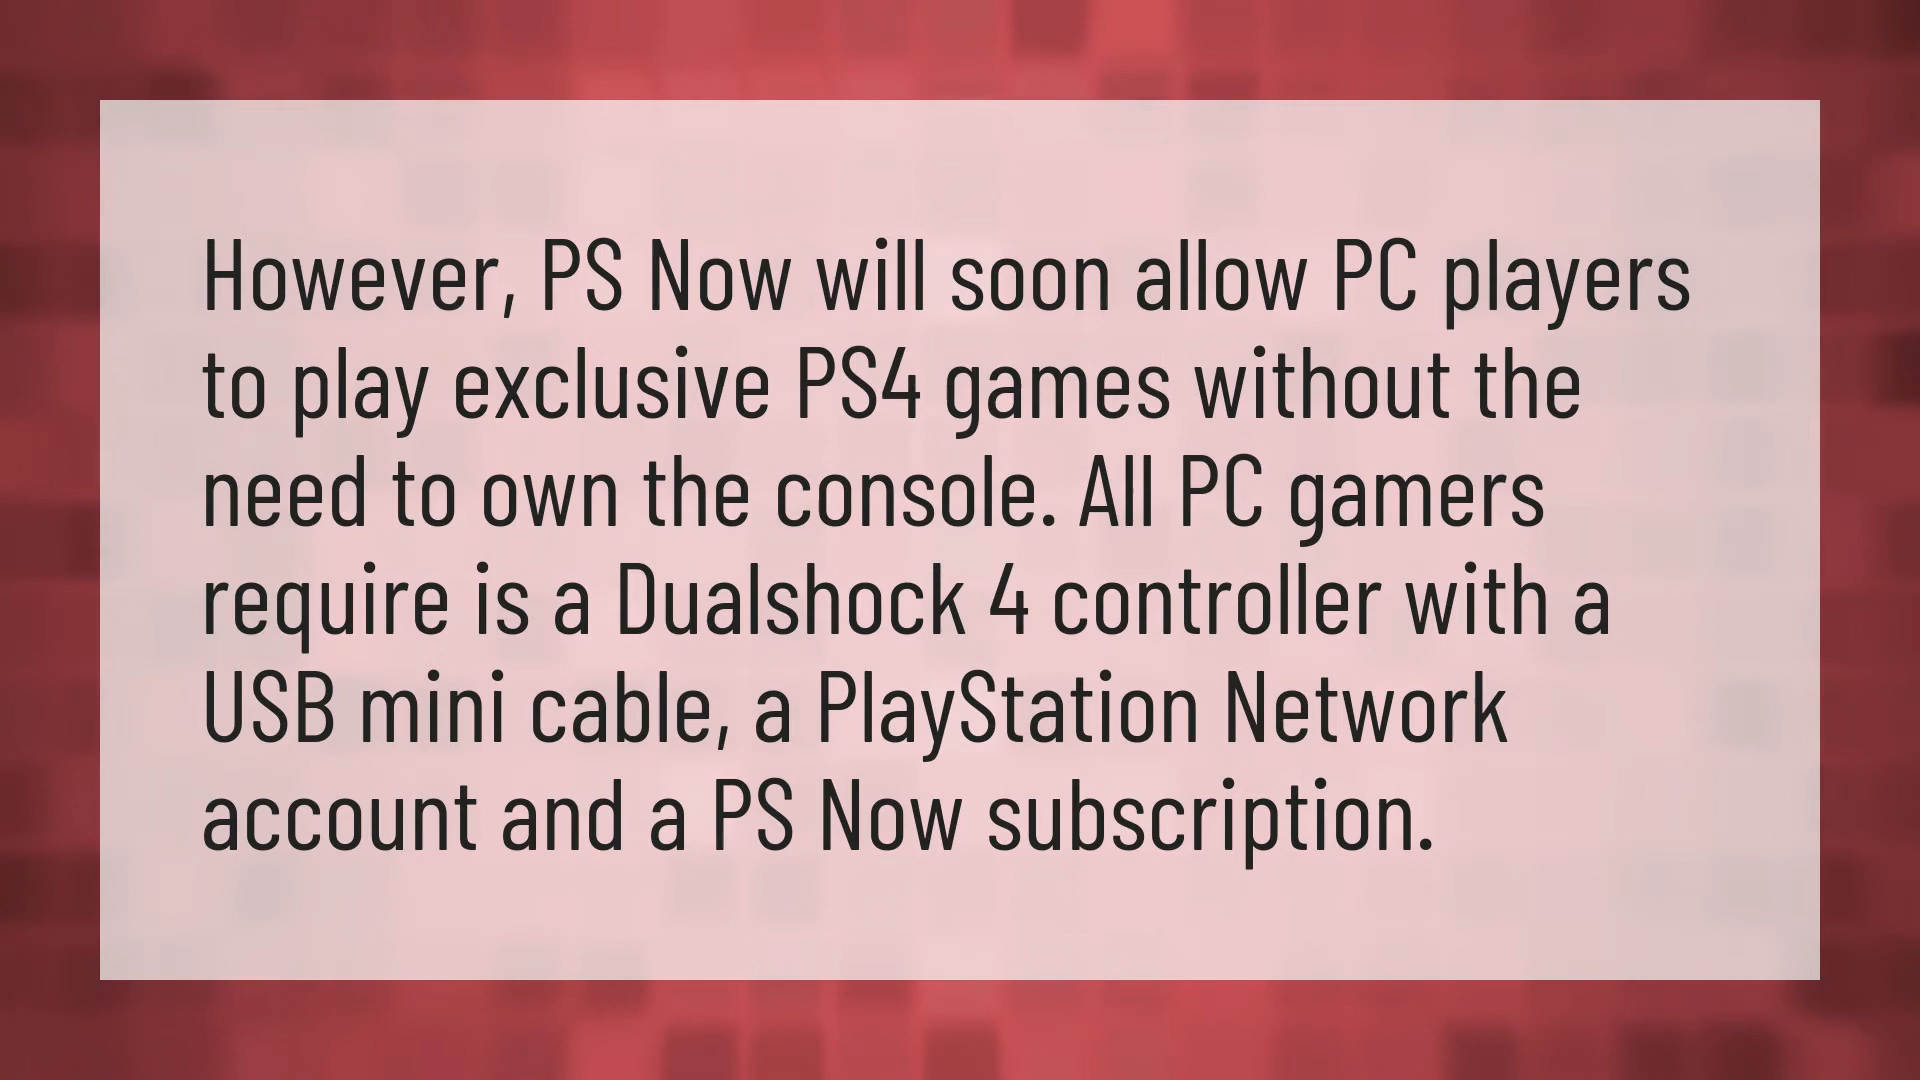 However, PS Now will soon allow PC players
to play exclusive PS4 games without the
need to own the console. All PC gamers
require is a Dualshock 4 controller with a
USB mini cable, a PlayStation Network
account and a PS Now subscription.